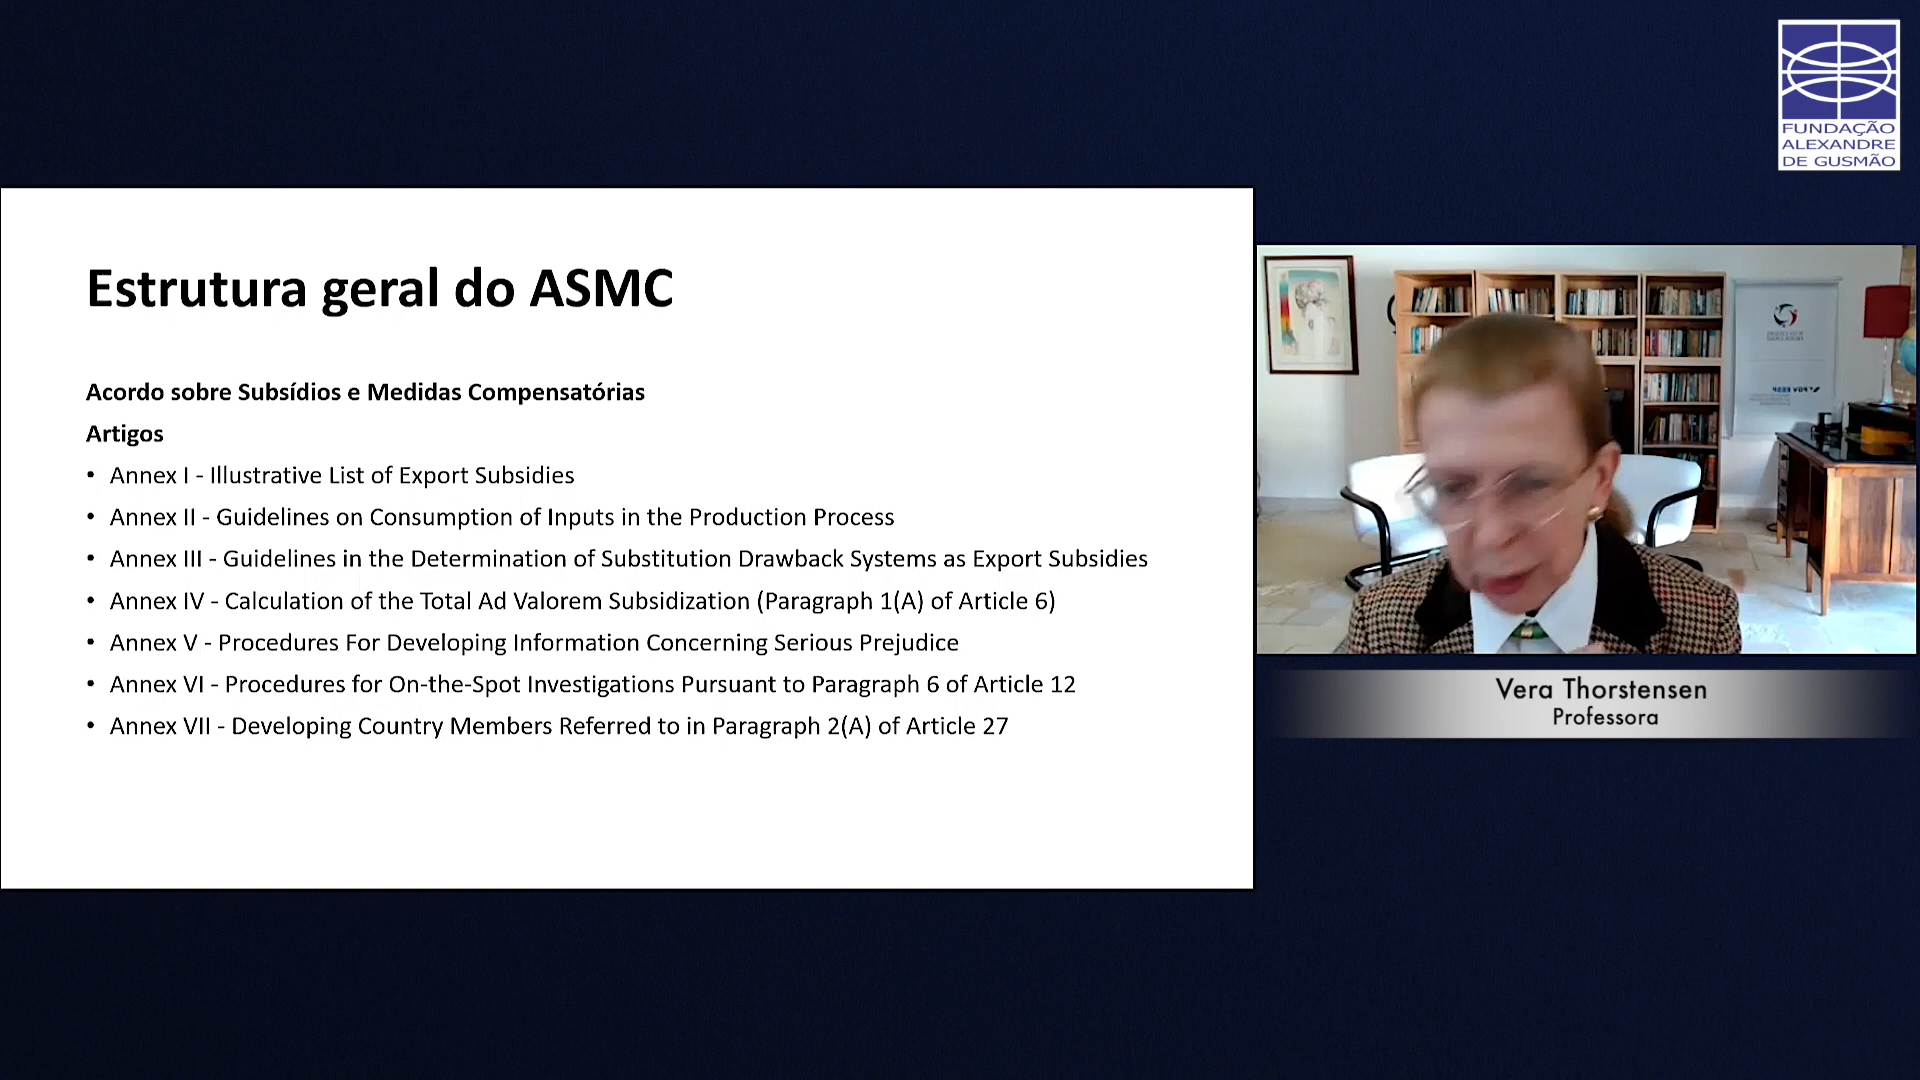 FUNDAÇÃO
ALEXANDRE
DE GUSMÃO
Estrutura geral do ASMC
Acordo sobre Subsídios e Medidas Compensatórias
Artigos
• Annex I - Illustrative List of Export Subsidies
• Annex II - Guidelines on Consumption of Inputs in the Production Process
• Annex III - Guidelines in the Determination of Substitution Drawback Systems as Export Subsidies
• Annex IV - Calculation of the Total Ad Valorem Subsidization (Paragraph 1(A) of Article 6)
• Annex V - Procedures For Developing Information Concerning Serious Prejudice
• Annex VI - Procedures for On-the-Spot Investigations Pursuant to Paragraph 6 of Article 12
• Annex VII - Developing Country Members Referred to in Paragraph 2(A) of Article 27
Vera Thorstensen
Professora